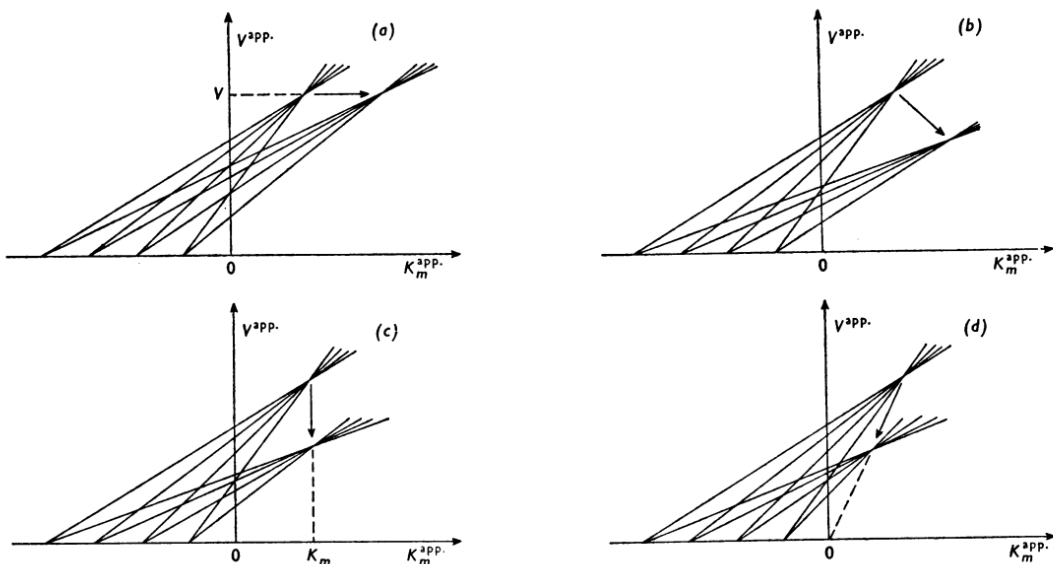 V^app. (a)
V
0 K_m^app.
V^app. (b)
0 K_m^app.
V^app. (c)
0 K_m K_m^app.
V^app. (d)
0 K_m^app.